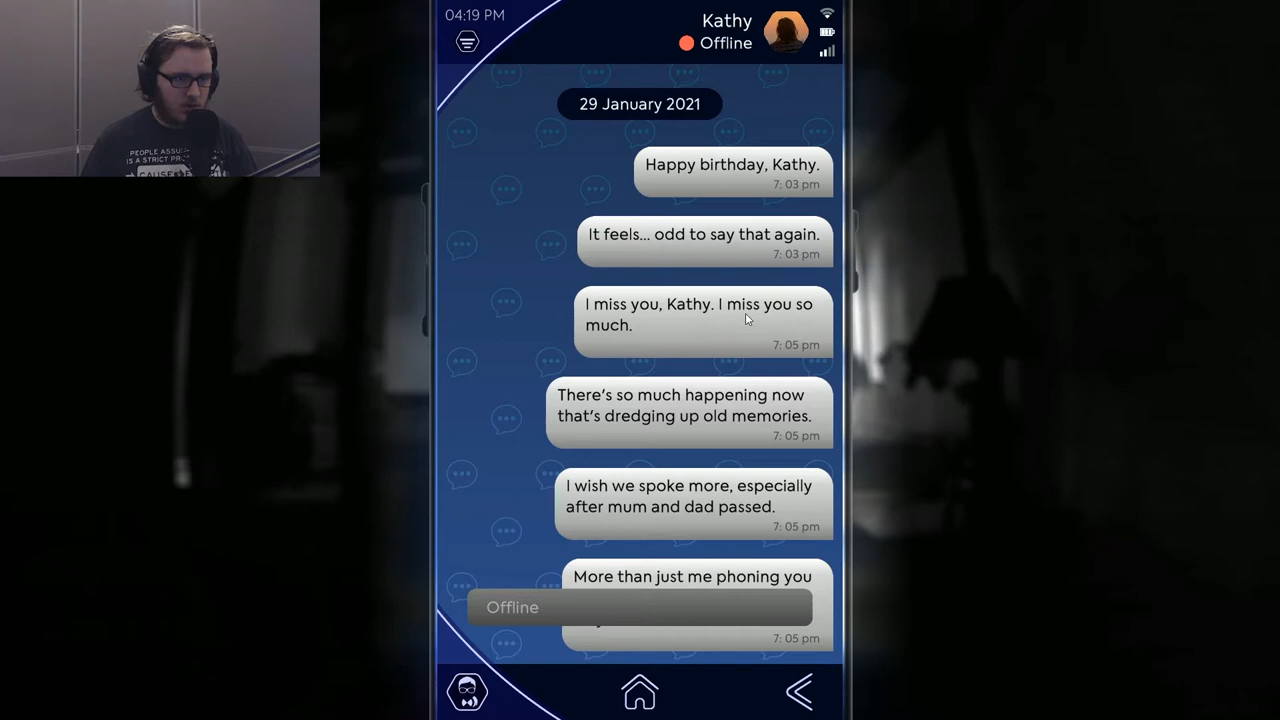 04:19 PM
Kathy
Offline
29 January 2021
Happy birthday, Kathy.
7: 03 pm
It feels... odd to say that again.
7: 03 pm
I miss you, Kathy. I miss you so
much.
7: 05 pm
There's so much happening now
that's dredging up old memories.
7: 05 pm
I wish we spoke more, especially
after mum and dad passed.
7: 05 pm
More than just me phoning you
7: 05 pm
Offline
PEOPLE ASSU
IS A STRICT PR
CAUSE